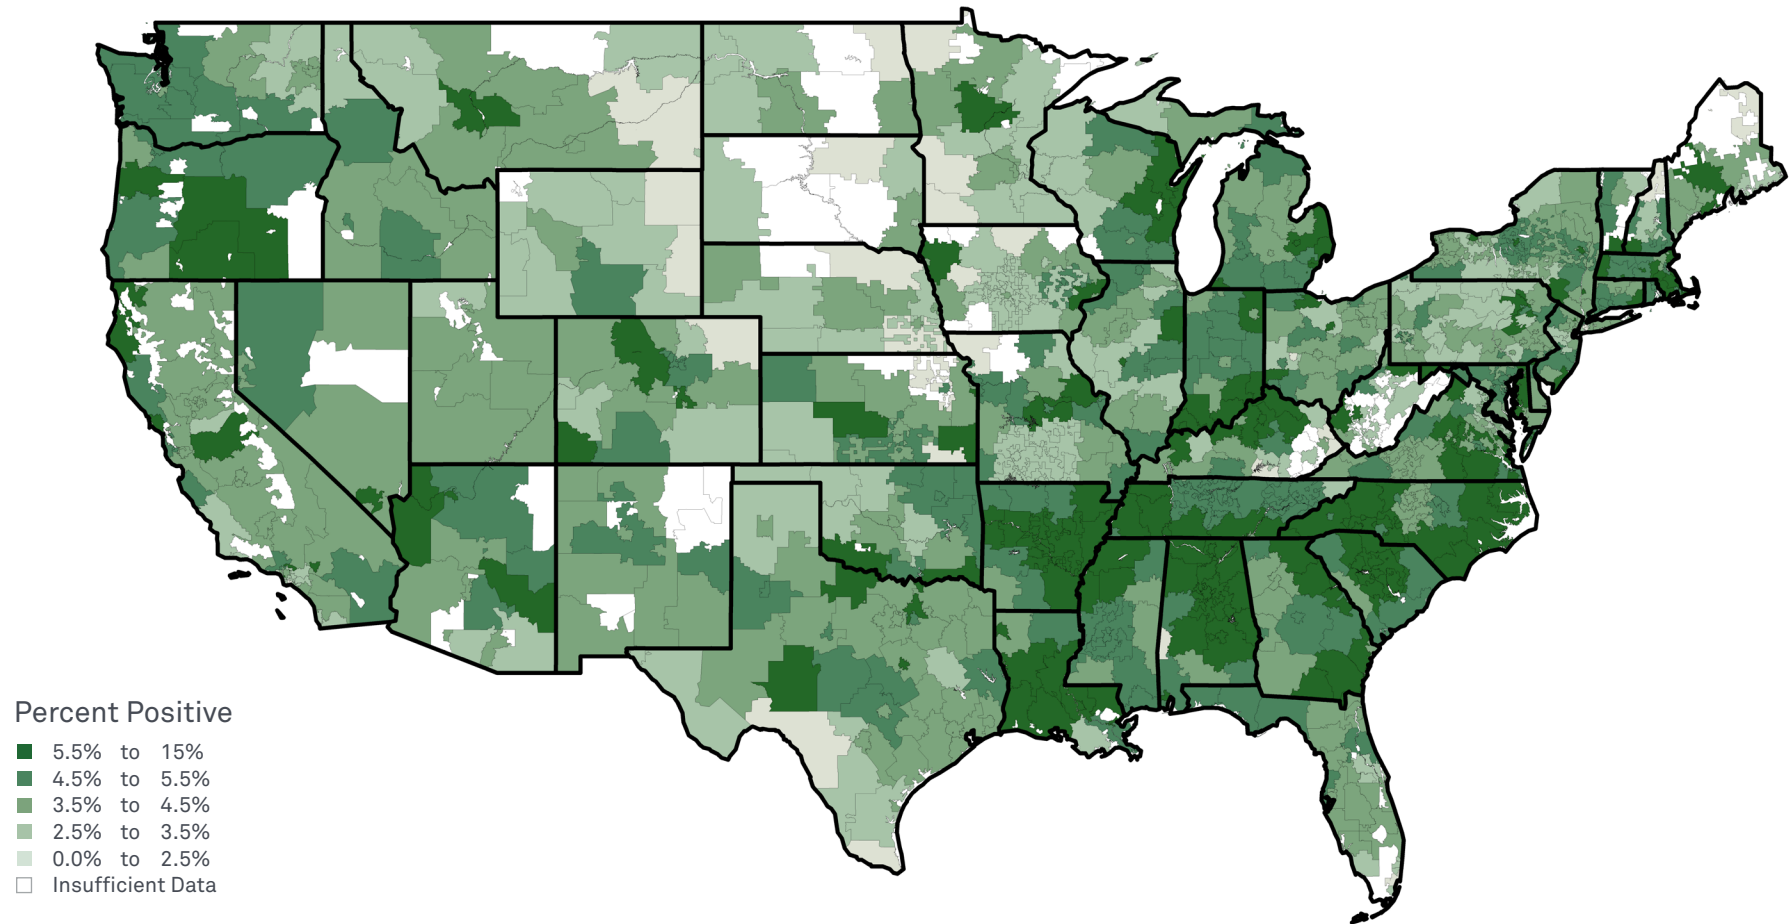 Percent Positive
5.5% to 15%
4.5% to 5.5%
3.5% to 4.5%
2.5% to 3.5%
0.0% to 2.5%
Insufficient Data